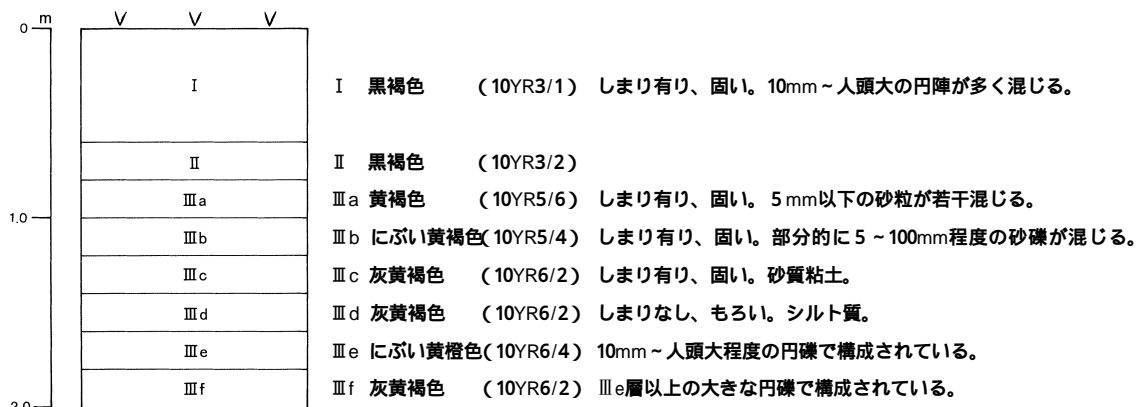 m
0
1.0
2.0
Ⅰ
Ⅱ
Ⅲa
Ⅲb
Ⅲc
Ⅲd
Ⅲe
Ⅲf
Ⅰ 黒褐色 (10YR3/1) しまり有り、固い。10mm~人頭大の円陣が多く混じる。
Ⅱ 黒褐色 (10YR3/2)
Ⅲa 黄褐色 (10YR5/6) しまり有り、固い。5mm以下の砂粒が若干混じる。
Ⅲb にぶい黄褐色(10YR5/4) しまり有り、固い。部分的に5~100mm程度の砂礫が混じる。
Ⅲc 灰黄褐色 (10YR6/2) しまり有り、固い。砂質粘土。
Ⅲd 灰黄褐色 (10YR6/2) しまりなし、もろい。シルト質。
Ⅲe にぶい黄橙色(10YR6/4) 10mm~人頭大程度の円礫で構成されている。
Ⅲf 灰黄褐色 (10YR6/2) Ⅲe層以上の大きな円礫で構成されている。